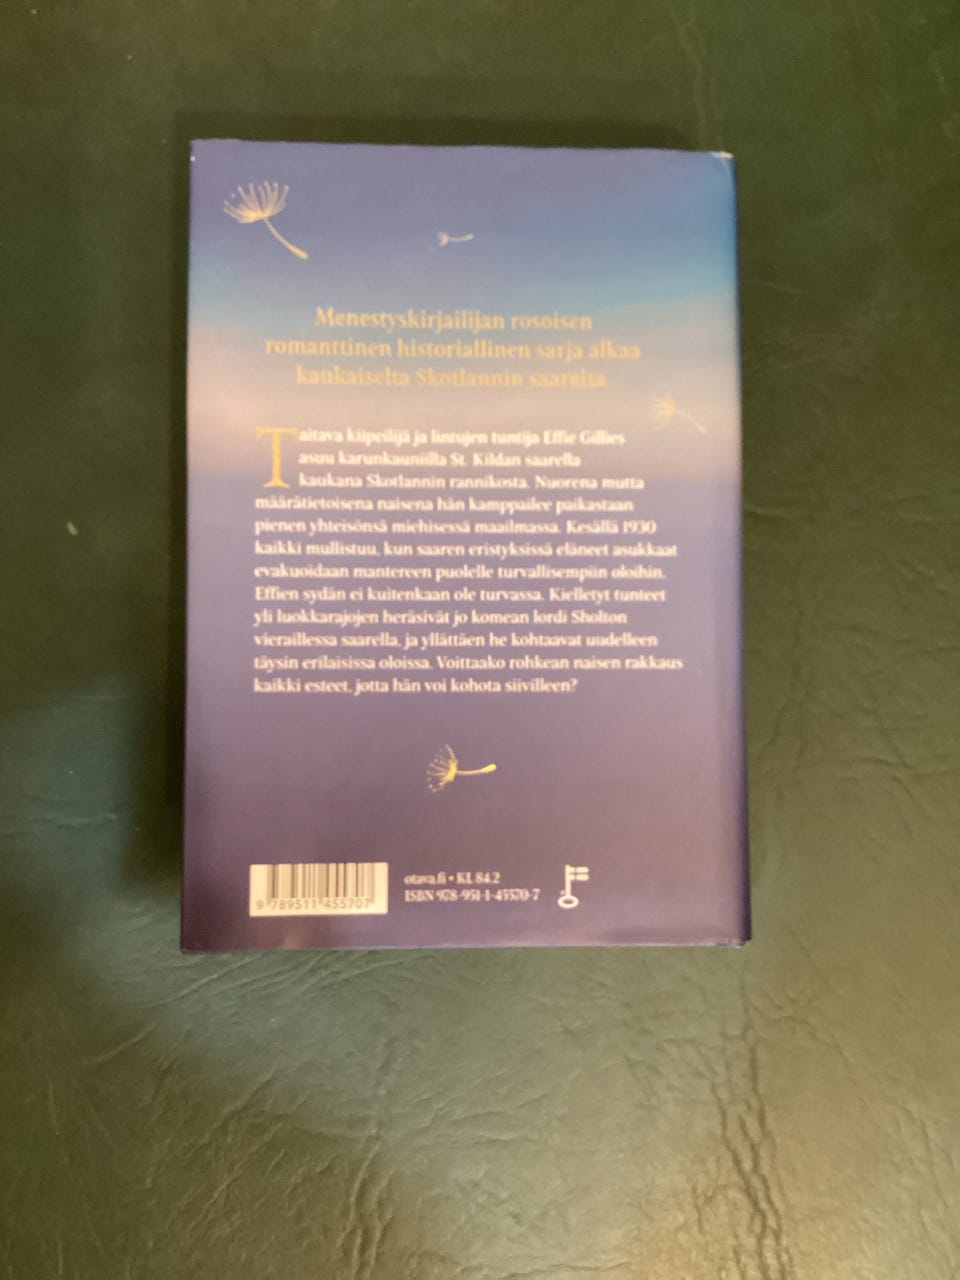 Menestyskirjailijan rosoisen
romanttinen historiallinen sarja alkaa
kaukaiselta Skotlannin saarelta.
Taitava kiipeilijä ja lintujen tuntija Effie Gillies
asuu karunkauniilla St. Kildan saarella
kaukana Skotlannin rannikosta. Nuorena mutta
määrätietoisena naisena hän kamppailee paikastaan
pienen yhteisönsä miehisessä maailmassa. Kesällä 1930
kaikki mullistuu, kun saaren eristyksissä eläneet asukkaat
evakuoidaan mantereen puolelle turvallisempiin oloihin.
Effien sydän ei kuitenkaan ole turvassa. Kielletyt tunteet
yli luokkarajojen heräsivät jo komean lordi Sholton
vieraillessa saarella, ja yllättäen he kohtaavat uudelleen
täysin erilaisissa oloissa. Voittaako rohkean naisen rakkaus
kaikki esteet, jotta hän voi kohota siivilleen?
otava.fi • KL 84.2
ISBN 978-951-1-45570-7
9 789511 455707